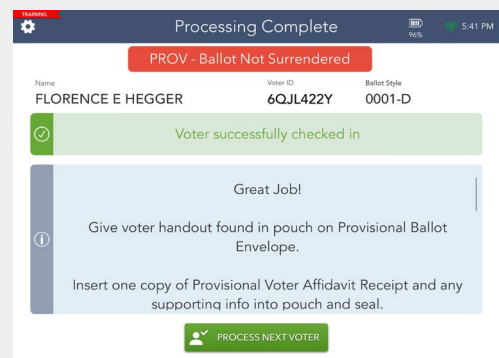 TRAINING
Processing Complete
96%
5:41 PM
PROV - Ballot Not Surrendered
Name
Voter ID
Ballot Style
FLORENCE E HEGGER
6QJL422Y
0001-D
Voter successfully checked in
Great Job!
Give voter handout found in pouch on Provisional Ballot
Envelope.
Insert one copy of Provisional Voter Affidavit Receipt and any
supporting info into pouch and seal.
PROCESS NEXT VOTER